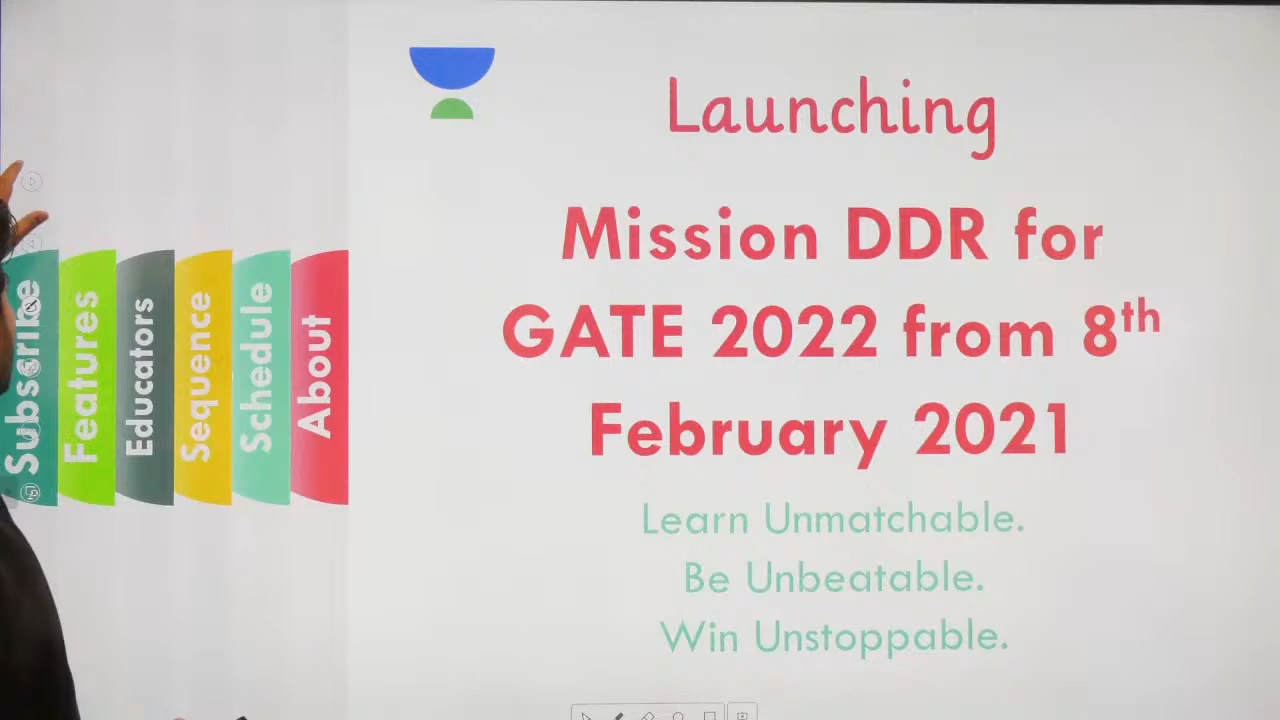 Launching
Mission DDR for
GATE 2022 from 8th
February 2021
Learn Unmatchable.
Be Unbeatable.
Win Unstoppable.
Subscribe
Features
Educators
Sequence
Schedule
About